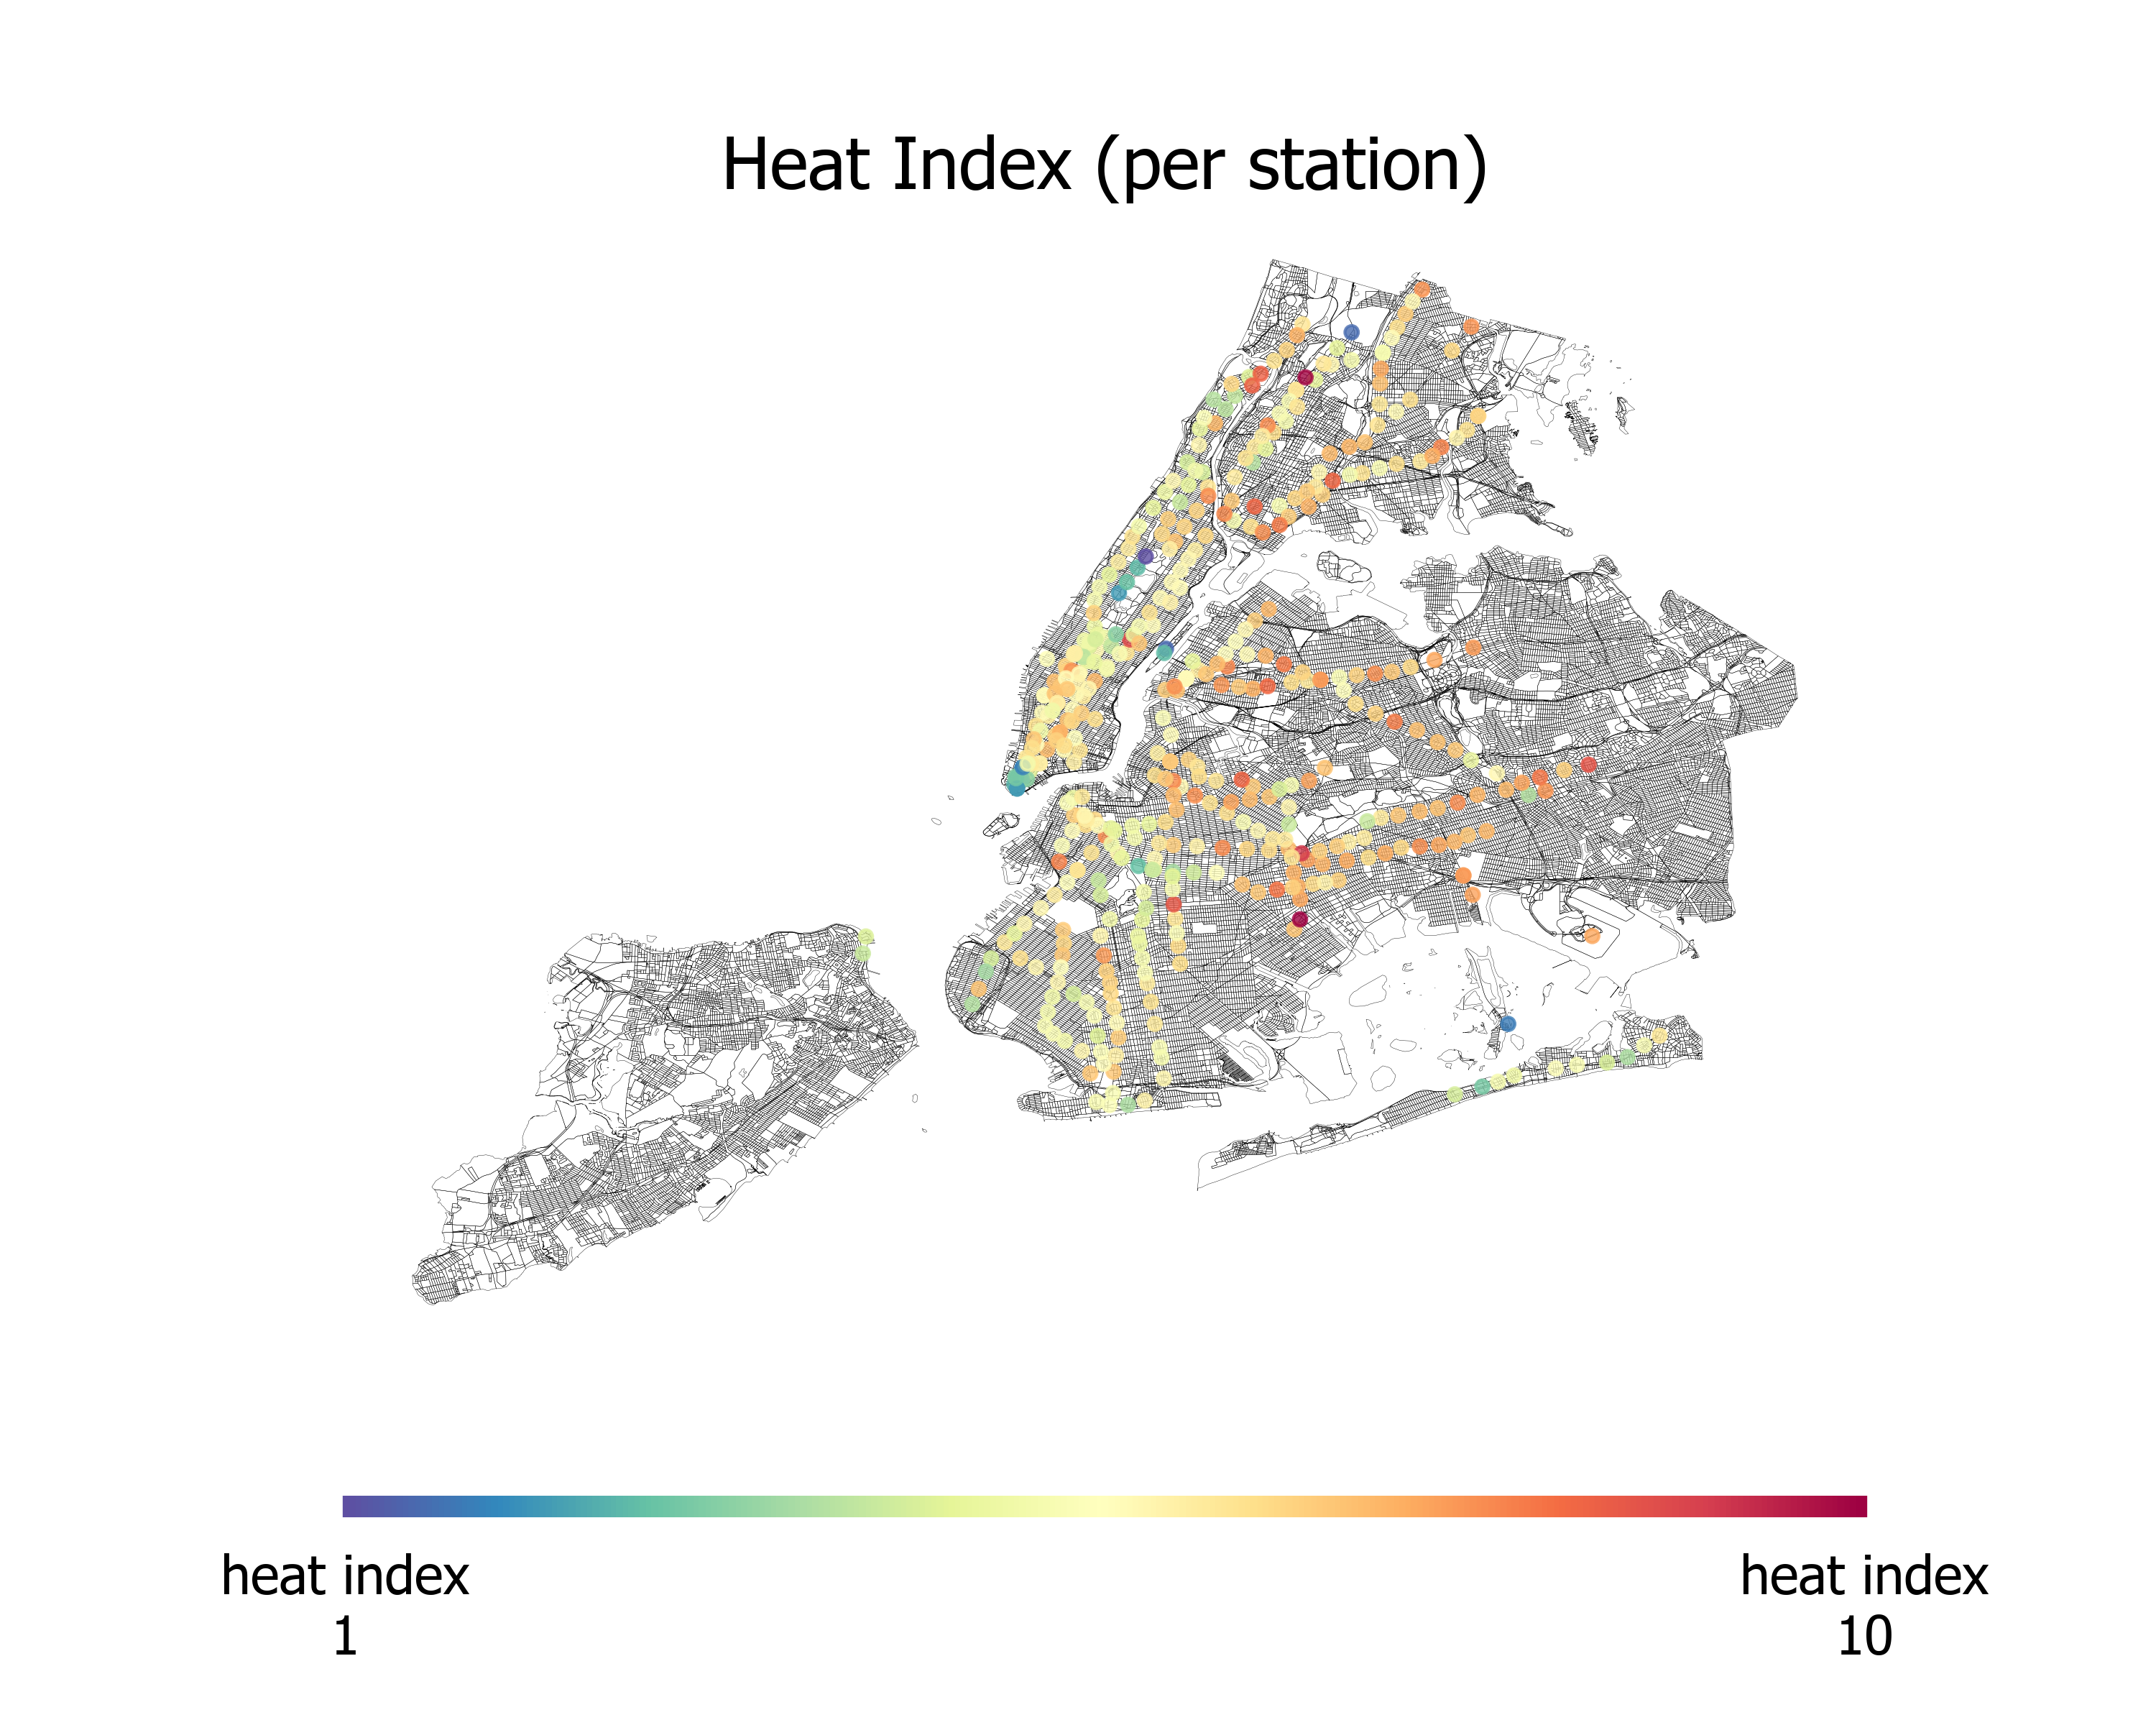 Heat Index (per station)
heat index
1
heat index
10